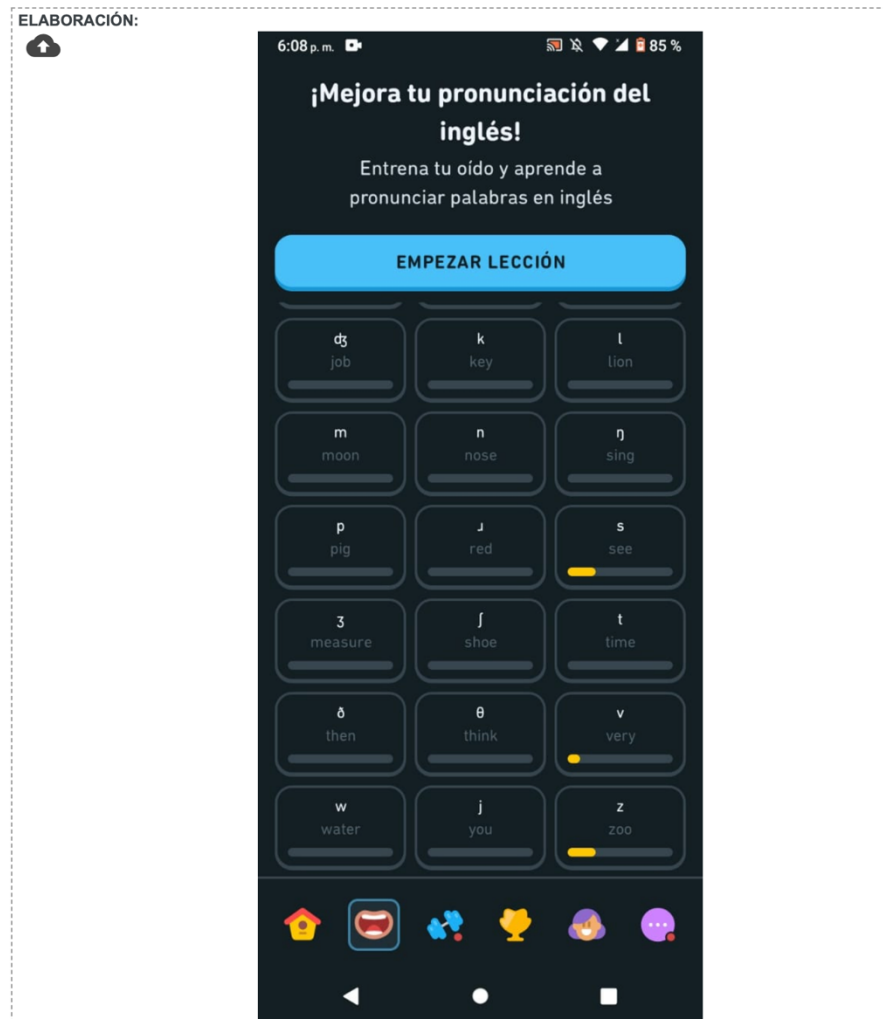 ELABORACIÓN:
6:08 p. m. 85 %
¡Mejora tu pronunciación del
inglés!
Entrena tu oído y aprende a
pronunciar palabras en inglés
EMPEZAR LECCIÓN
ʤ k l
job key lion
m n ŋ
moon nose sing
p ɹ s
pig red see
ʒ ʃ t
measure shoe time
ð θ v
then think very
w j z
water you zoo